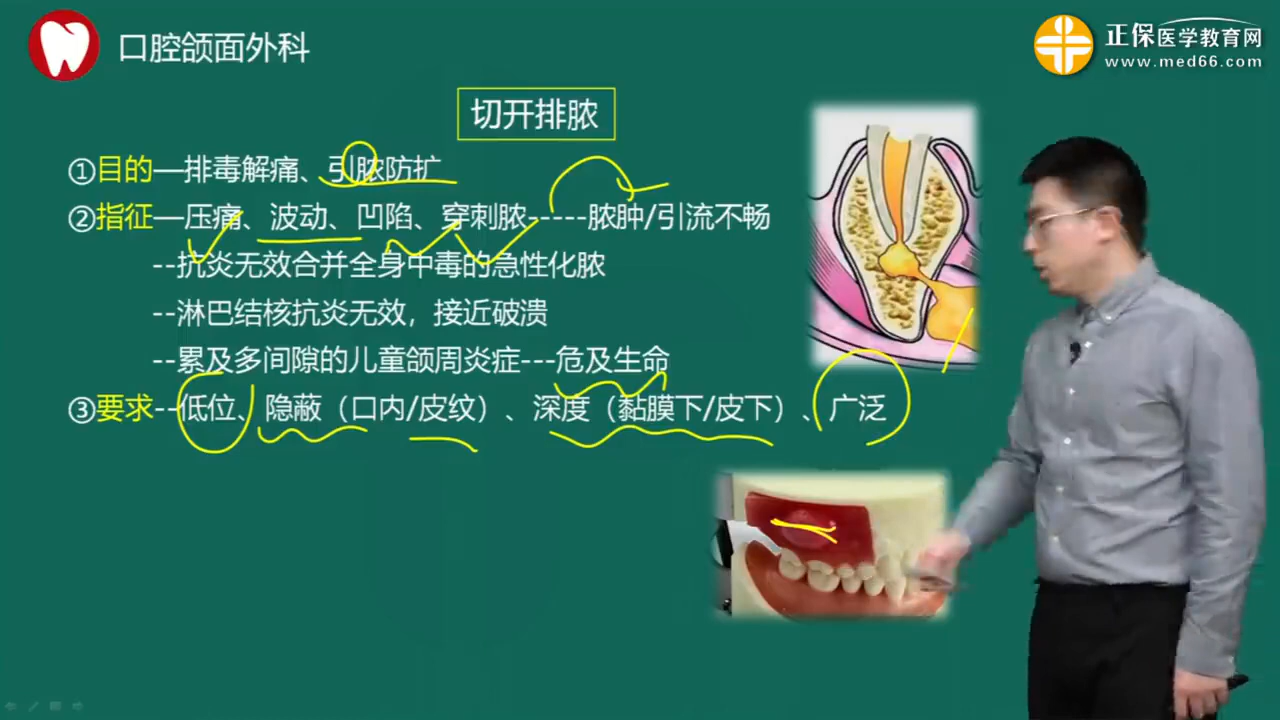 口腔颌面外科
正保医学教育网
www.med66.com
切开排脓
①目的—排毒解痛、引脓防扩
②指征—压痛、波动、凹陷、穿刺脓-----脓肿/引流不畅
--抗炎无效合并全身中毒的急性化脓
--淋巴结核抗炎无效，接近破溃
--累及多间隙的儿童颌周炎症---危及生命
③要求--低位、隐蔽（口内/皮纹）、深度（黏膜下/皮下）、广泛